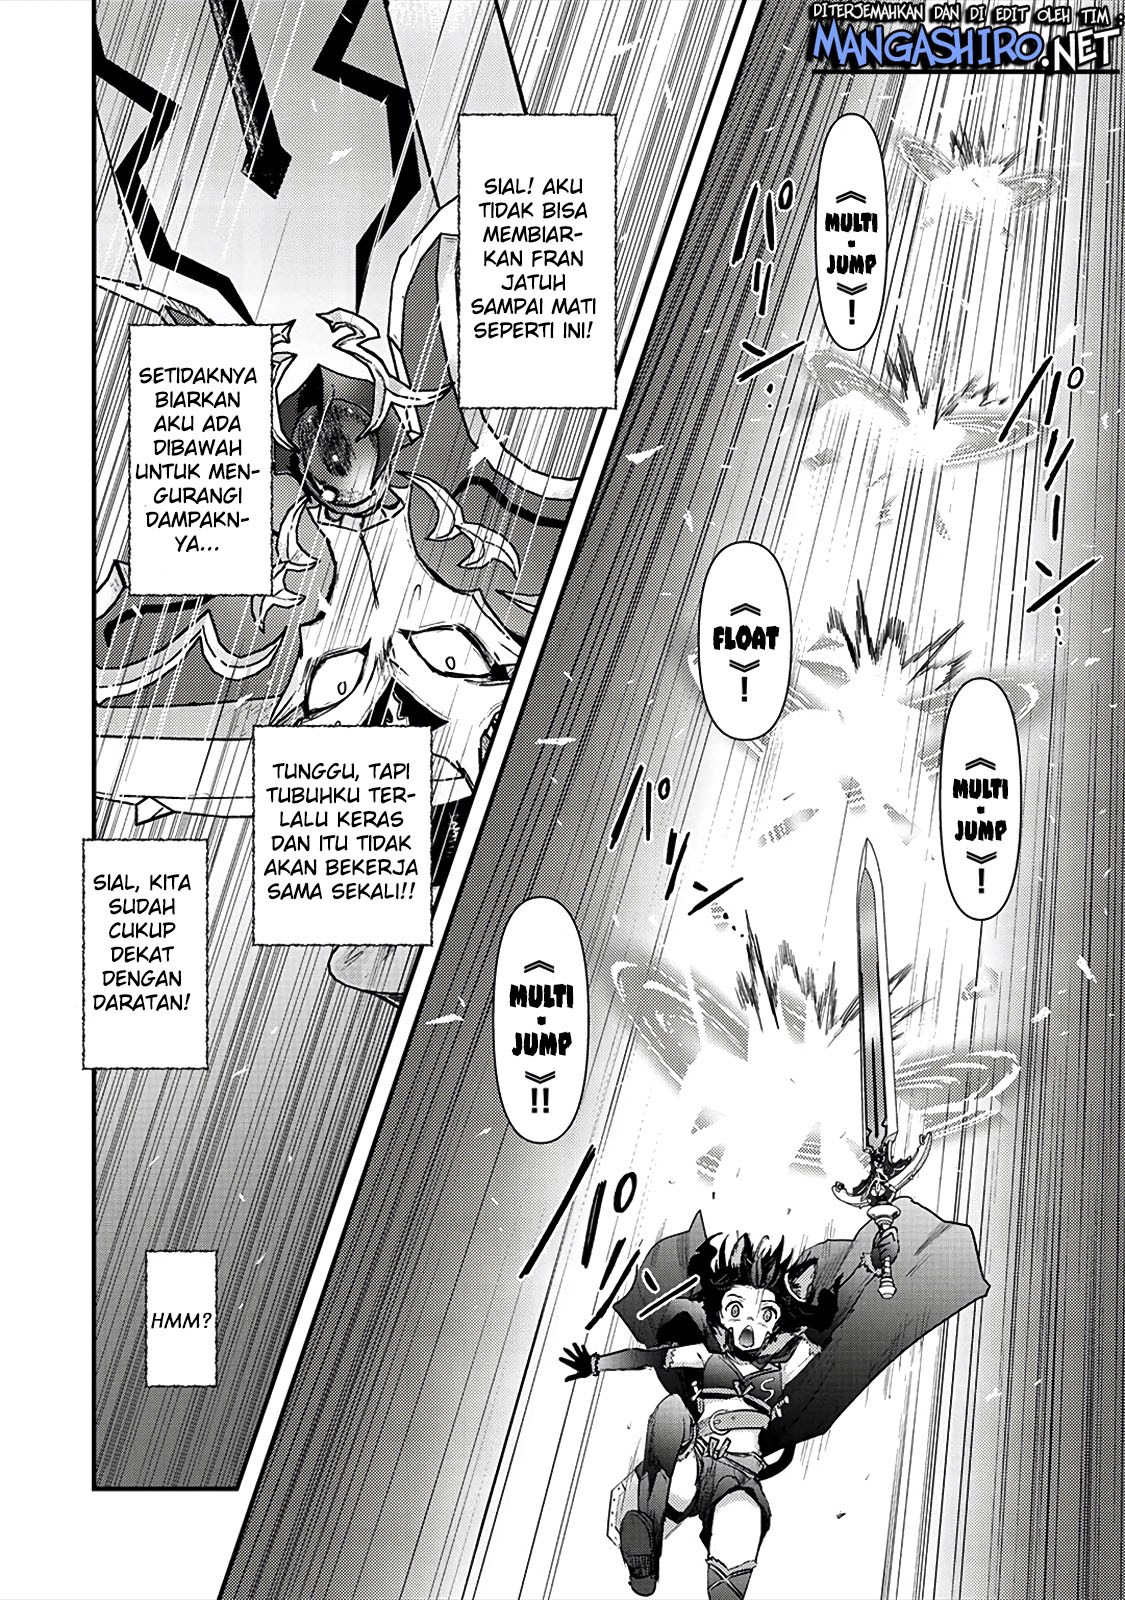 DITERJEMAHKAN DAN DI EDIT OLEH TIM :
MANGASHIRO.NET
《
MULTI
-
JUMP
》
!
《
FLOAT
》
!
《
MULTI
-
JUMP
》
!
《
MULTI
-
JUMP
》
!!
SIAL! AKU
TIDAK BISA
MEMBIAR-
KAN FRAN
JATUH
SAMPAI MATI
SEPERTI INI!
SETIDAKNYA
BIARKAN
AKU ADA
DIBAWAH
UNTUK MEN-
GURANGI
DAMPAKN-
YA...
TUNGGU, TAPI
TUBUHKU TER-
LALU KERAS
DAN ITU TIDAK
AKAN BEKERJA
SAMA SEKALI!!
SIAL, KITA
SUDAH
CUKUP
DEKAT
DENGAN
DARATAN!
HMM?